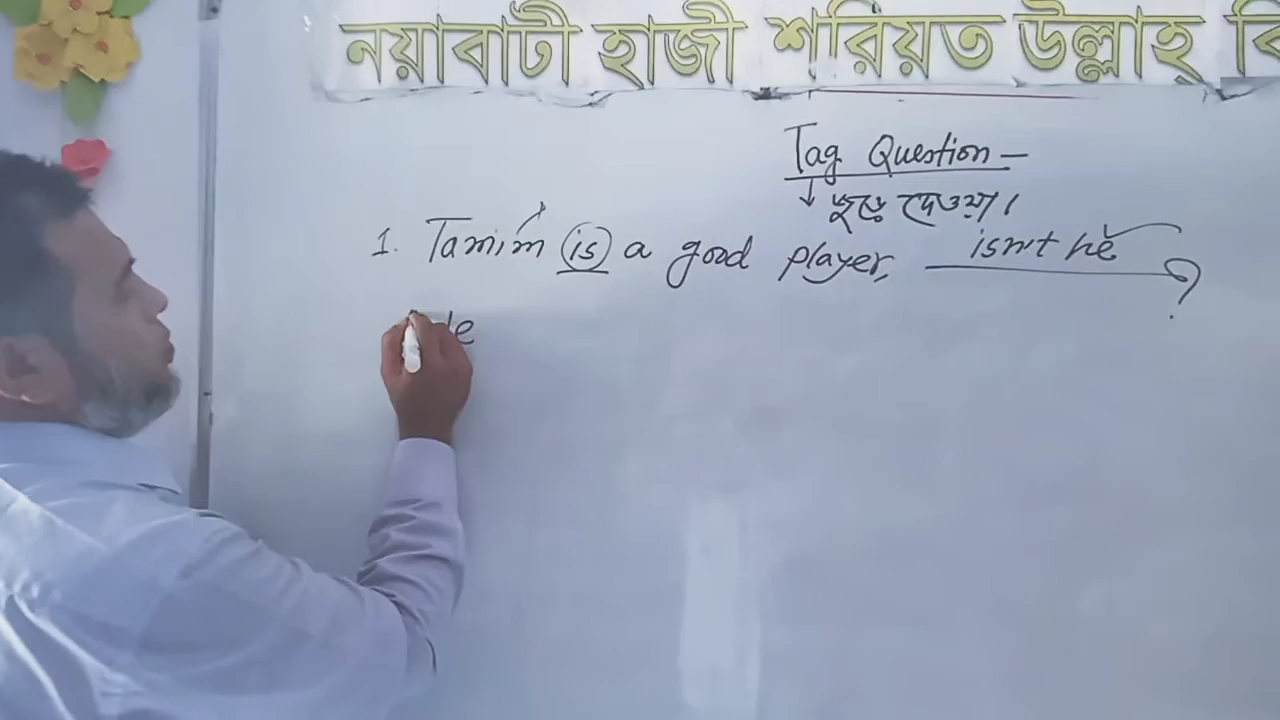 নয়াবাটী হাজী শরিয়ত উল্লাহ্ বি
Tag Question –
↓ জুড়ে দেওয়া।
1. Tamim is a good player, isn't he ?